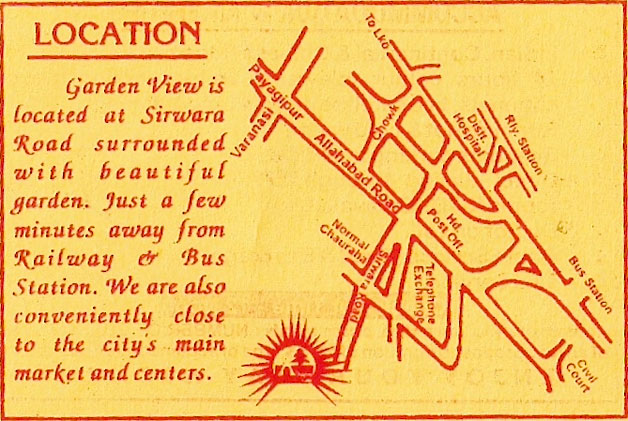 LOCATION
Garden View is
located at Sirwara
Road surrounded
with beautiful
garden. Just a few
minutes away from
Railway & Bus
Station. We are also
conveniently close
to the city's main
market and centers.
To Lko
Payagipur
Varanasi
Chowk
Allahabad Road
Distt.
Hospital
Rly. Station
Normal
Chauraha
Hd.
Post Off.
Sirwara Road
Telephone
Exchange
Bus Station
Civil
Court